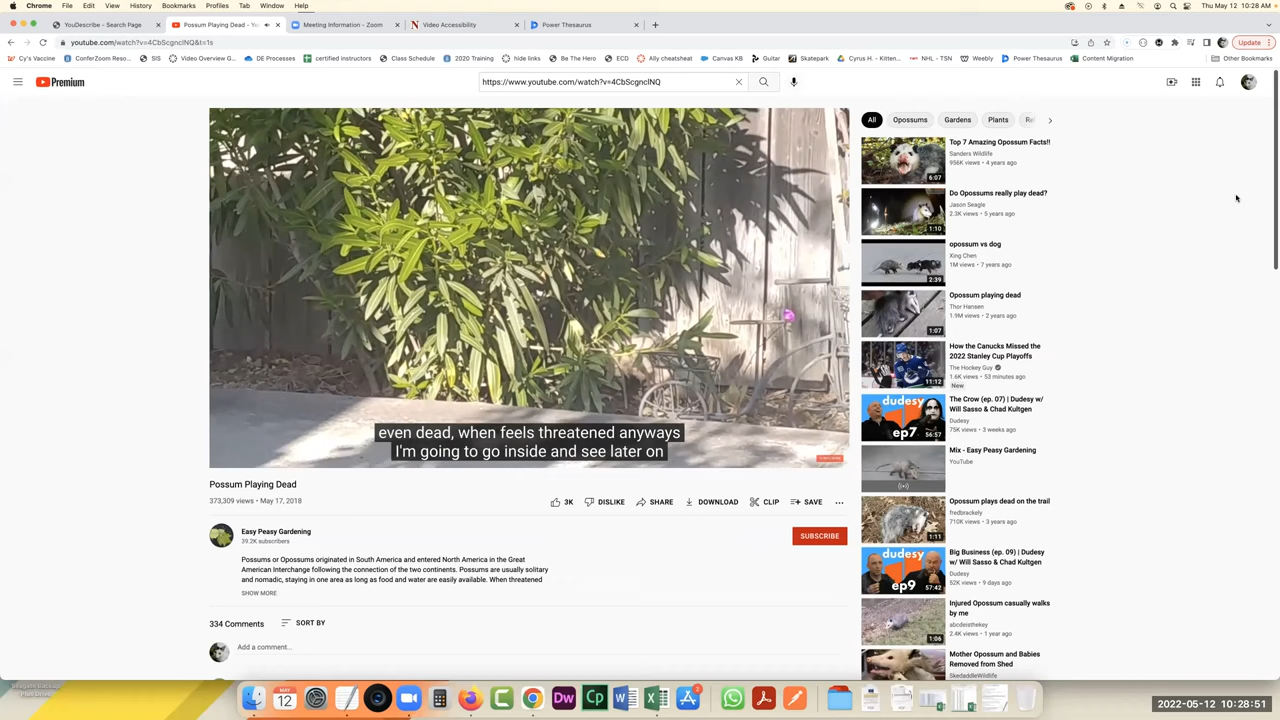 Chrome File Edit View History Bookmarks Profiles Tab Window Help
Thu May 12 10:28 AM
YouDescribe - Search Page
Possum Playing Dead - Yo
Meeting Information - Zoom
Video Accessibility
Power Thesaurus
youtube.com/watch?v=4CbScgnclNQ&t=1s
Update
Cy's Vaccine
ConferZoom Reso...
SIS
Video Overview G...
DE Processes
certified instructors
Class Schedule
2020 Training
hide links
Be The Hero
ECD
Ally cheatsheat
Canvas KB
Guitar
Skatepark
Cyrus H. - Kutten...
NHL - TSN
Weebly
Power Thesaurus
Content Migration
Other Bookmarks
Premium
https://www.youtube.com/watch?v=4CbScgnclNQ
even dead, when feels threatened anyways
I'm going to go inside and see later on
Possum Playing Dead
373,309 views • May 17, 2018
3K DISLIKE SHARE DOWNLOAD CLIP SAVE
Easy Peasy Gardening
39.2K subscribers
SUBSCRIBE
Possums or Opossums originated in South America and entered North America in the Great
American Interchange following the connection of the two continents. Possums are usually solitary
and nomadic, staying in one area as long as food and water are easily available. When threatened
SHOW MORE
334 Comments SORT BY
Add a comment...
All Opossums Gardens Plants Re
Top 7 Amazing Opossum Facts!!
Sanders Wildlife
956K views • 4 years ago
6:07
Do Opossums really play dead?
Jason Seagle
2.3K views • 5 years ago
1:10
opossum vs dog
Xing Chen
1M views • 7 years ago
2:39
Opossum playing dead
Thor Hansen
1.9M views • 2 years ago
1:07
How the Canucks Missed the
2022 Stanley Cup Playoffs
The Hockey Guy
1.6K views • 53 minutes ago
New
11:12
The Crow (ep. 07) | Dudesy w/
Will Sasso & Chad Kultgen
Dudesy
75K views • 3 weeks ago
dudesy
ep7
56:57
Mix - Easy Peasy Gardening
YouTube
Opossum plays dead on the trail
fredbrackely
710K views • 3 years ago
1:11
Big Business (ep. 09) | Dudesy
w/ Will Sasso & Chad Kultgen
Dudesy
52K views • 9 days ago
dudesy
ep9
57:42
Injured Opossum casually walks
by me
abcdeisthekey
2.4K views • 1 year ago
1:06
Mother Opossum and Babies
Removed from Shed
SkedaddleWildlife
Seagate Backup
Plus Drive
MAY
12
Dw
Cp
2022-05-12 10:28:51